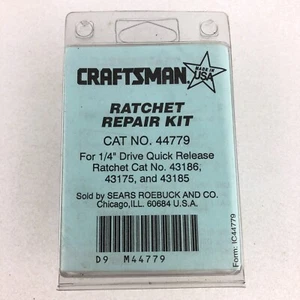 CRAFTSMAN
MADE IN
USA
RATCHET
REPAIR KIT
CAT NO. 44779
For 1/4" Drive Quick Release
Ratchet Cat No. 43186,
43175, and 43185
Sold by SEARS ROEBUCK AND CO.
Chicago,ILL. 60684 U.S.A.
D9 M44779
Form: IC44779